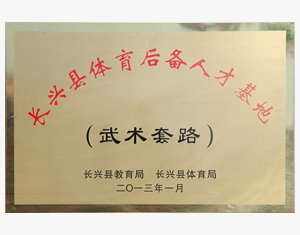 长兴县体育后备人才基地
（武术套路）
长兴县教育局 长兴县体育局
二〇一三年一月